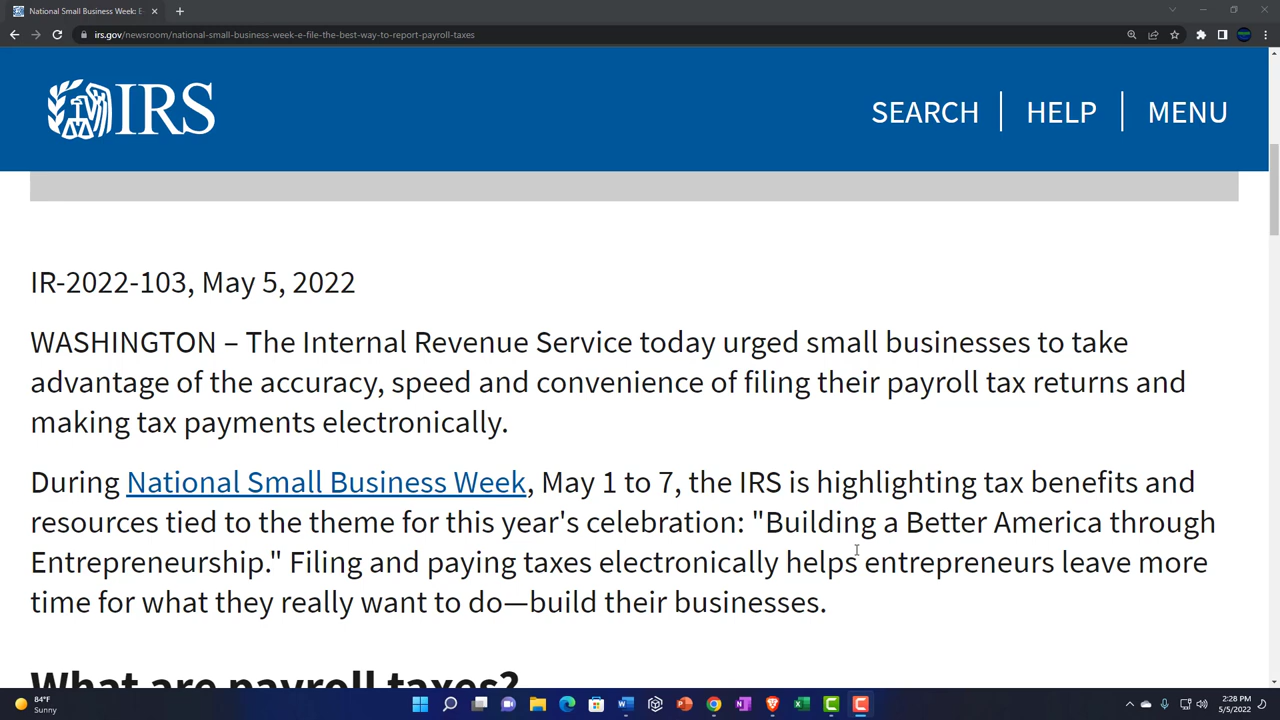 National Small Business Week: E
irs.gov/newsroom/national-small-business-week-e-file-the-best-way-to-report-payroll-taxes
IRS
SEARCH
HELP
MENU
IR-2022-103, May 5, 2022
WASHINGTON – The Internal Revenue Service today urged small businesses to take
advantage of the accuracy, speed and convenience of filing their payroll tax returns and
making tax payments electronically.
During National Small Business Week, May 1 to 7, the IRS is highlighting tax benefits and
resources tied to the theme for this year's celebration: "Building a Better America through
Entrepreneurship." Filing and paying taxes electronically helps entrepreneurs leave more
time for what they really want to do—build their businesses.
What are payroll taxes?
84°F
Sunny
2:28 PM
5/5/2022